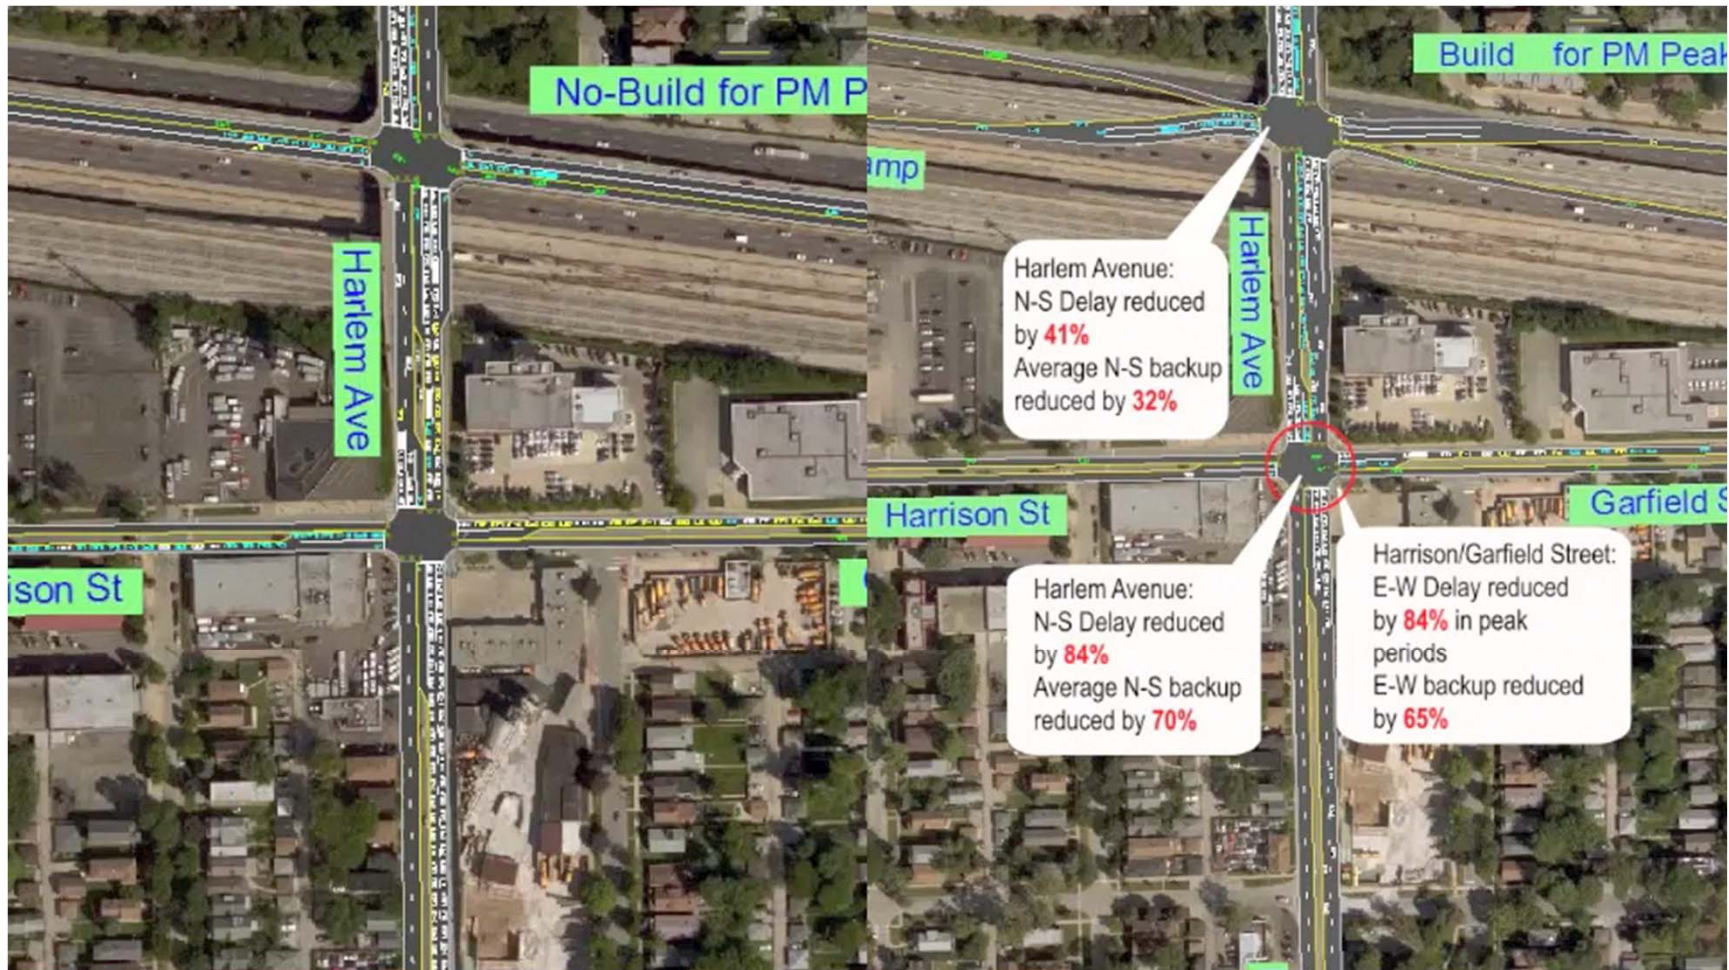 No-Build for PM P
Harlem Ave
ison St
Build for PM Peak
amp
Harlem Ave
Harlem Avenue:
N-S Delay reduced
by 41%
Average N-S backup
reduced by 32%
Harrison St
Garfield S
Harlem Avenue:
N-S Delay reduced
by 84%
Average N-S backup
reduced by 70%
Harrison/Garfield Street:
E-W Delay reduced
by 84% in peak
periods
E-W backup reduced
by 65%